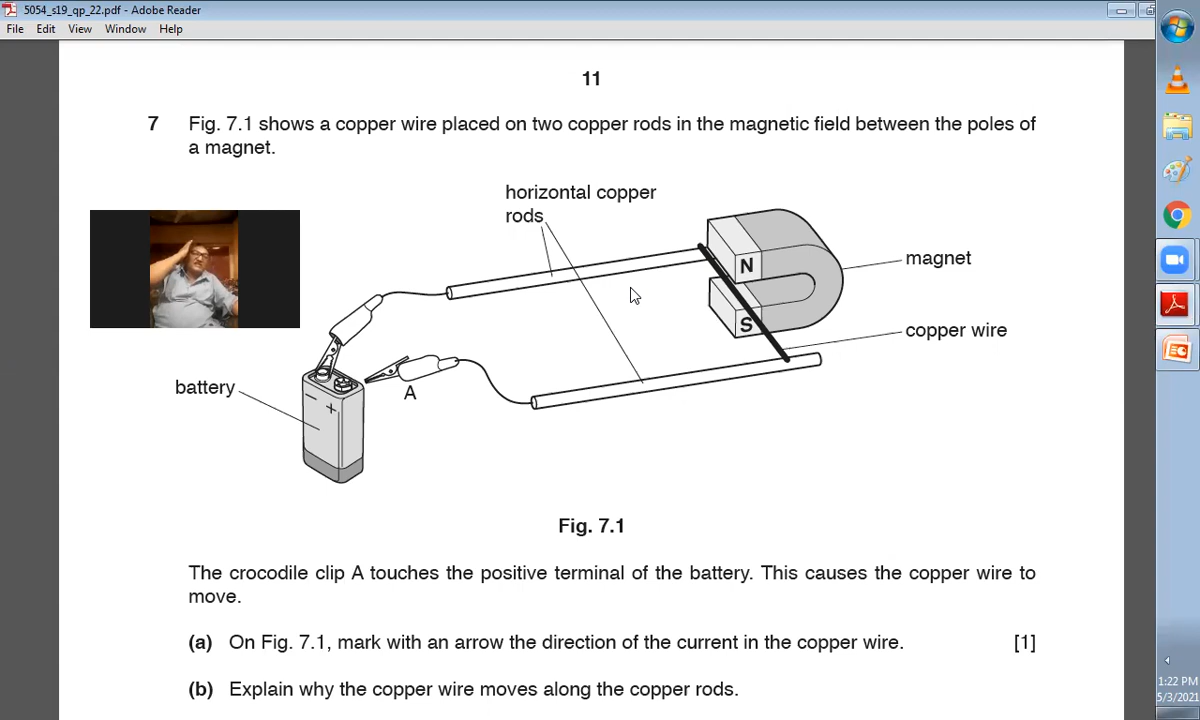 5054_s19_qp_22.pdf - Adobe Reader
File Edit View Window Help
11
7 Fig. 7.1 shows a copper wire placed on two copper rods in the magnetic field between the poles of
a magnet.
horizontal copper
rods
N
magnet
S
copper wire
battery
A
– +
Fig. 7.1
The crocodile clip A touches the positive terminal of the battery. This causes the copper wire to
move.
(a) On Fig. 7.1, mark with an arrow the direction of the current in the copper wire. [1]
(b) Explain why the copper wire moves along the copper rods.
1:22 PM
5/3/2021